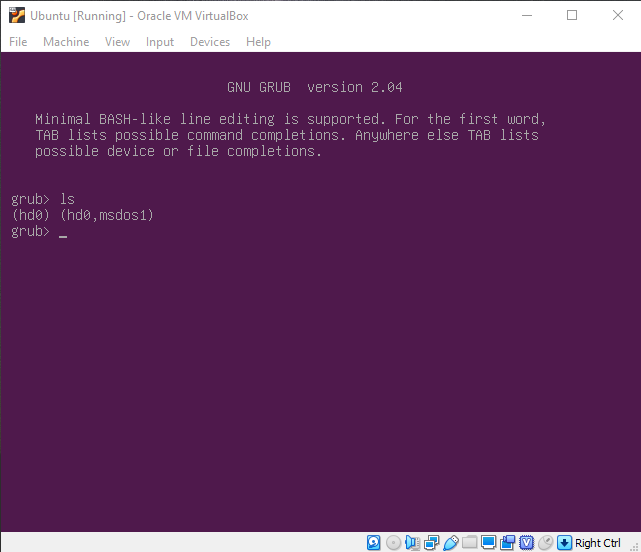 Ubuntu [Running] - Oracle VM VirtualBox
File Machine View Input Devices Help
GNU GRUB version 2.04
Minimal BASH-like line editing is supported. For the first word,
TAB lists possible command completions. Anywhere else TAB lists
possible device or file completions.
grub> ls
(hd0) (hd0,msdos1)
grub> _
Right Ctrl